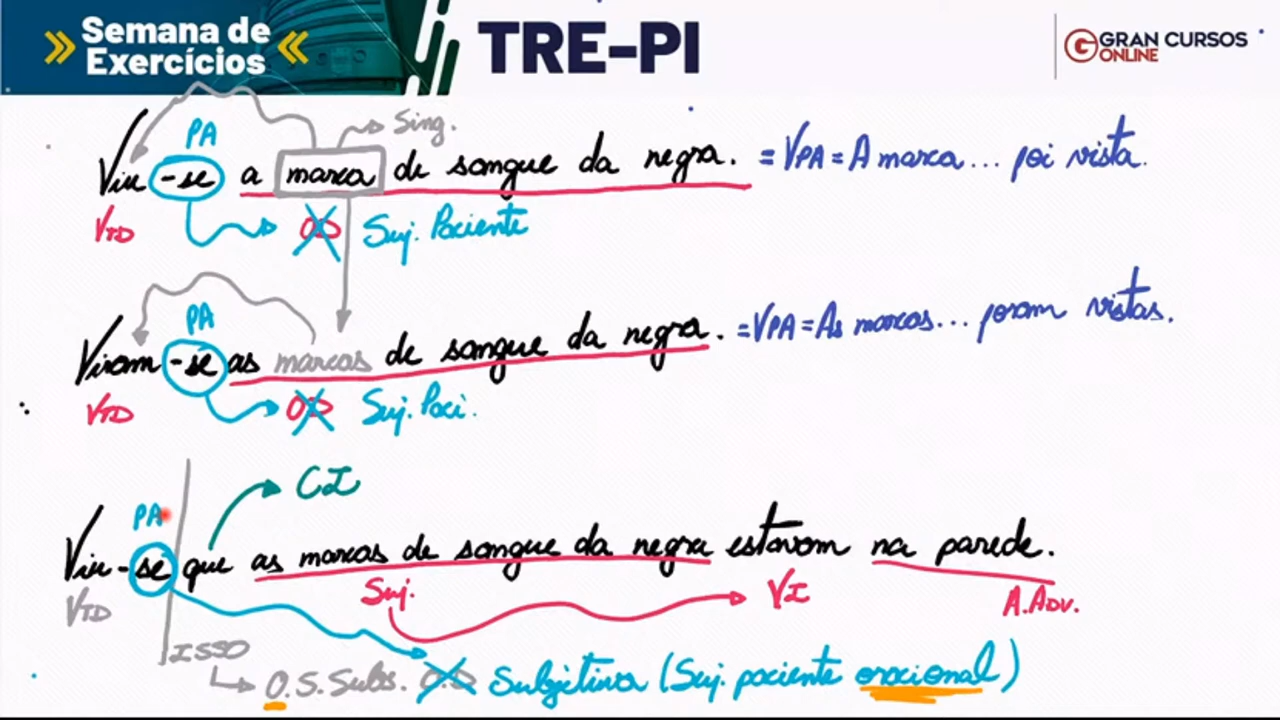 Semana de
Exercícios
TRE-PI
GRAN CURSOS
ONLINE
PA
Sing.
Viu-se a marca de sangue da negra. = VPA = A marca... foi vista.
VTD OD Suj. Paciente
PA
Viram-se as marcas de sangue da negra. = VPA = As marcas... foram vistas.
VTD OD Suj. Paci.
CI
PA
Viu-se que as marcas de sangue da negra estavam na parede.
VTD Suj. VI A.Adv.
ISSO
O.S.Subs. O.D Subjetiva (Suj. paciente oracional)